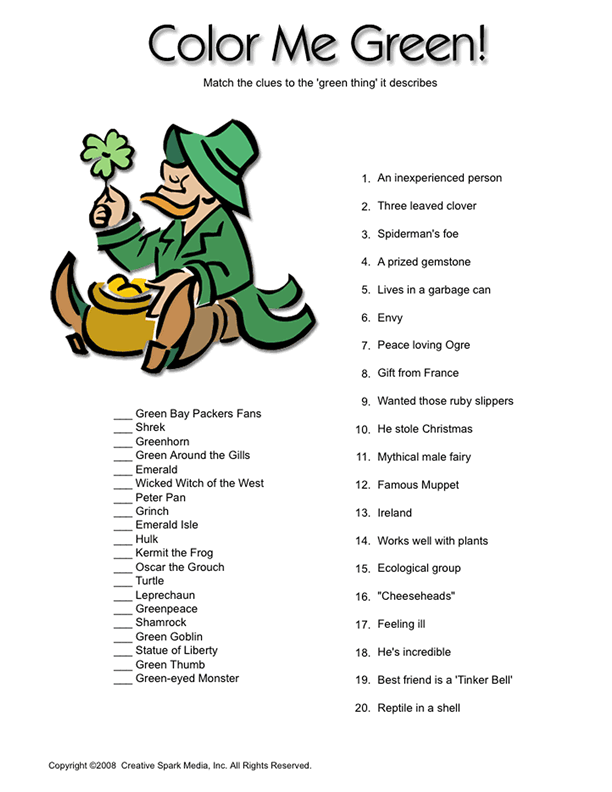 Color Me Green!
Match the clues to the 'green thing' it describes
1. An inexperienced person
2. Three leaved clover
3. Spiderman's foe
4. A prized gemstone
5. Lives in a garbage can
6. Envy
7. Peace loving Ogre
8. Gift from France
9. Wanted those ruby slippers
10. He stole Christmas
11. Mythical male fairy
12. Famous Muppet
13. Ireland
14. Works well with plants
15. Ecological group
16. "Cheeseheads"
17. Feeling ill
18. He's incredible
19. Best friend is a 'Tinker Bell'
20. Reptile in a shell
___ Green Bay Packers Fans
___ Shrek
___ Greenhorn
___ Green Around the Gills
___ Emerald
___ Wicked Witch of the West
___ Peter Pan
___ Grinch
___ Emerald Isle
___ Hulk
___ Kermit the Frog
___ Oscar the Grouch
___ Turtle
___ Leprechaun
___ Greenpeace
___ Shamrock
___ Green Goblin
___ Statue of Liberty
___ Green Thumb
___ Green-eyed Monster
Copyright ©2008 Creative Spark Media, Inc. All Rights Reserved.